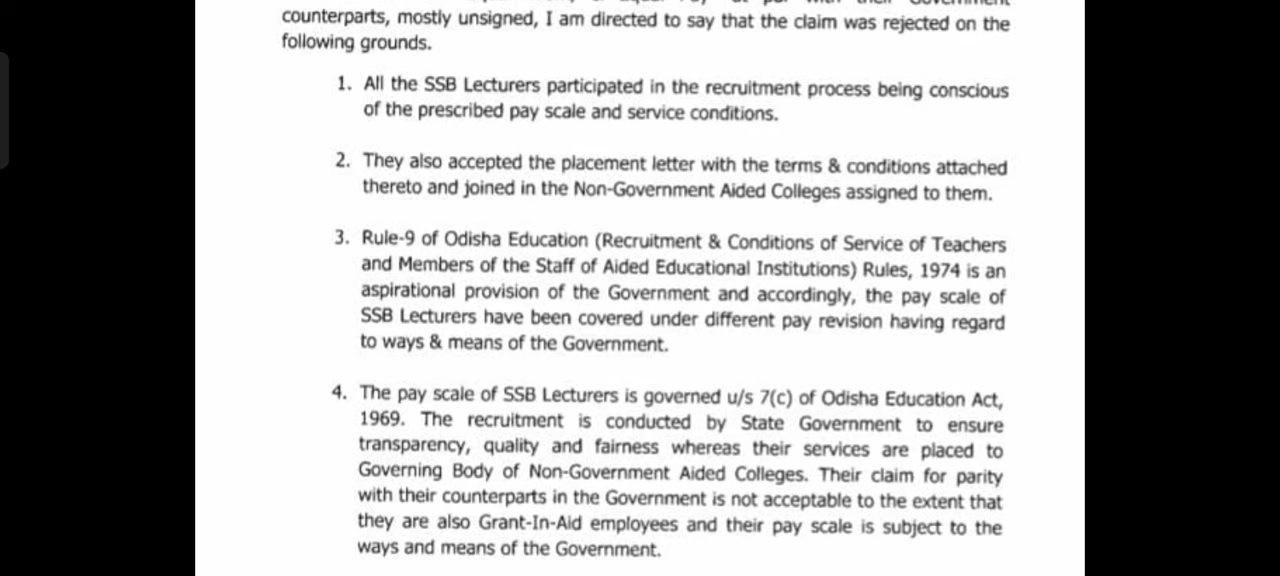 counterparts, mostly unsigned, I am directed to say that the claim was rejected on the
following grounds.
1. All the SSB Lecturers participated in the recruitment process being conscious
of the prescribed pay scale and service conditions.
2. They also accepted the placement letter with the terms & conditions attached
thereto and joined in the Non-Government Aided Colleges assigned to them.
3. Rule-9 of Odisha Education (Recruitment & Conditions of Service of Teachers
and Members of the Staff of Aided Educational Institutions) Rules, 1974 is an
aspirational provision of the Government and accordingly, the pay scale of
SSB Lecturers have been covered under different pay revision having regard
to ways & means of the Government.
4. The pay scale of SSB Lecturers is governed u/s 7(c) of Odisha Education Act,
1969. The recruitment is conducted by State Government to ensure
transparency, quality and fairness whereas their services are placed to
Governing Body of Non-Government Aided Colleges. Their claim for parity
with their counterparts in the Government is not acceptable to the extent that
they are also Grant-In-Aid employees and their pay scale is subject to the
ways and means of the Government.